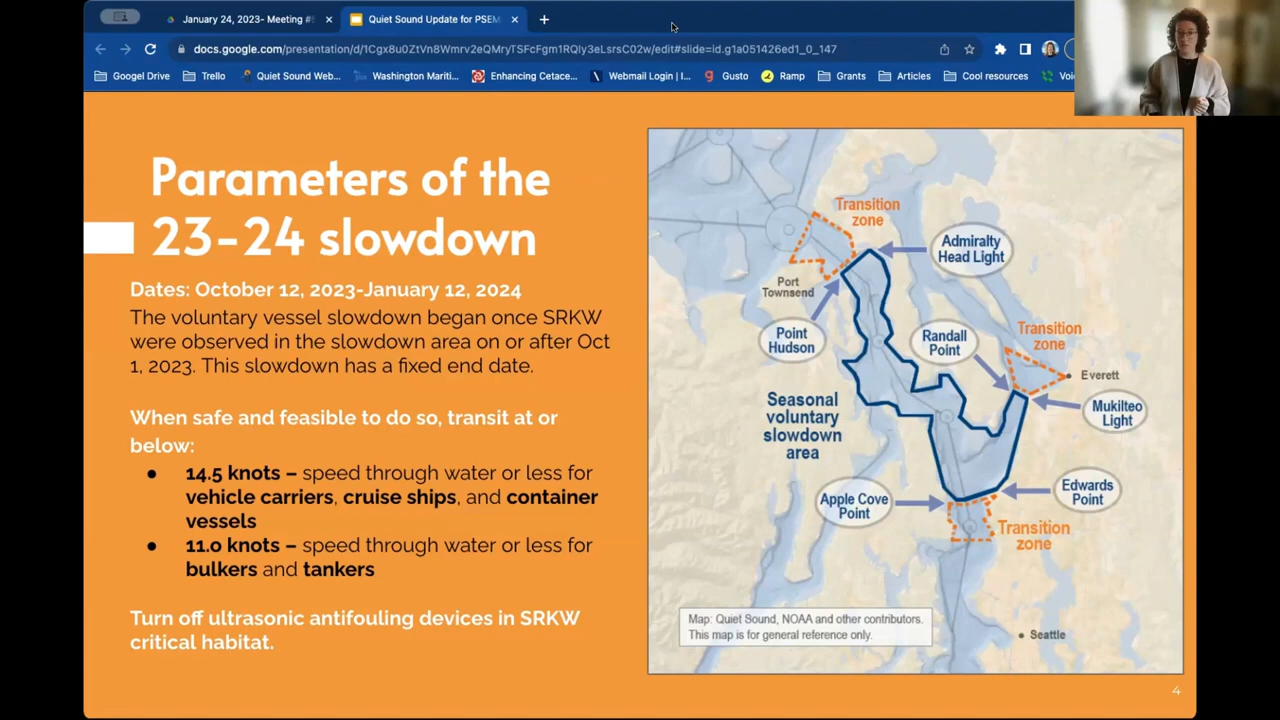 January 24, 2023- Meeting #
Quiet Sound Update for PSEM
docs.google.com/presentation/d/1Cgx8u0ZtVn8Wmrv2eQMryTSFcFgm1RQIy3eLsrsC02w/edit#slide=id.g1a051426ed1_0_147
Googel Drive
Trello
Quiet Sound Web...
Washington Mariti...
Enhancing Cetace...
Webmail Login | I...
Gusto
Ramp
Grants
Articles
Cool resources
Parameters of the
23-24 slowdown
Dates: October 12, 2023-January 12, 2024
The voluntary vessel slowdown began once SRKW
were observed in the slowdown area on or after Oct
1, 2023. This slowdown has a fixed end date.
When safe and feasible to do so, transit at or
below:
● 14.5 knots – speed through water or less for
vehicle carriers, cruise ships, and container
vessels
● 11.0 knots – speed through water or less for
bulkers and tankers
Turn off ultrasonic antifouling devices in SRKW
critical habitat.
Transition
zone
Admiralty
Head Light
Port
Townsend
Point
Hudson
Randall
Point
Transition
zone
Everett
Mukilteo
Light
Seasonal
voluntary
slowdown
area
Apple Cove
Point
Edwards
Point
Transition
zone
Map: Quiet Sound, NOAA and other contributors.
This map is for general reference only.
Seattle
4